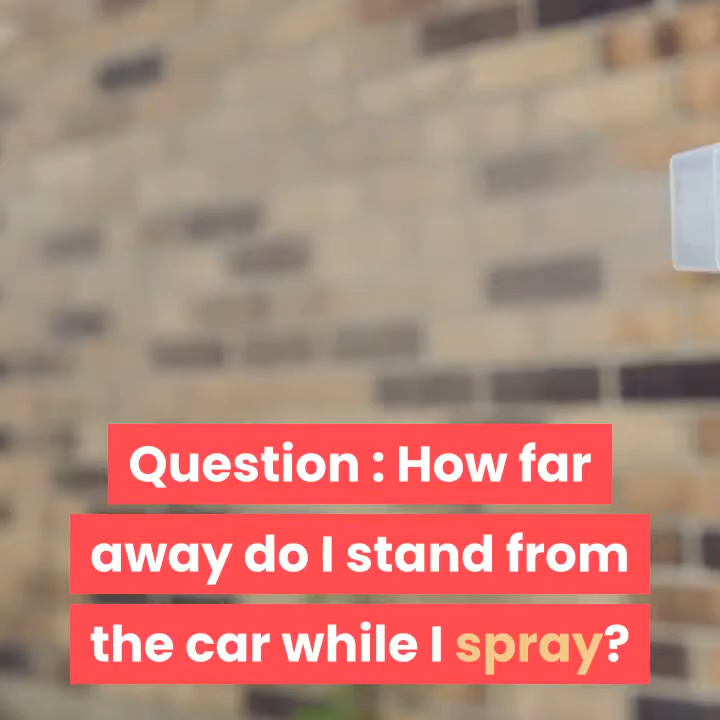 Question : How far
away do I stand from
the car while I spray?